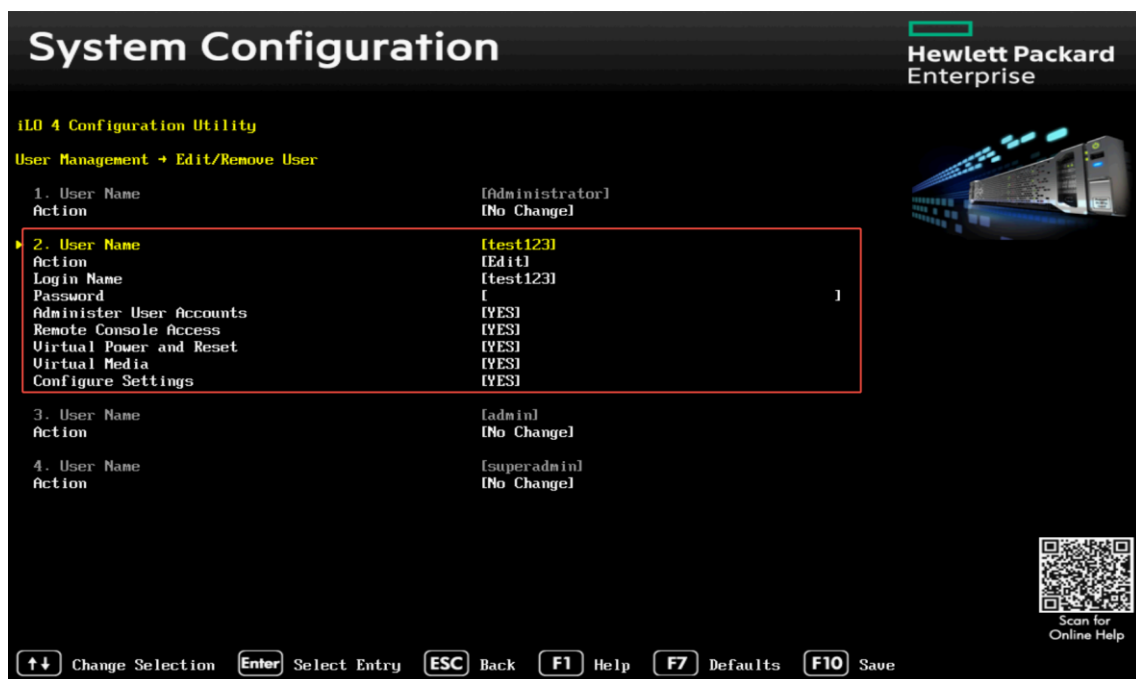 System Configuration
Hewlett Packard
Enterprise
iLO 4 Configuration Utility
User Management → Edit/Remove User
1. User Name [Administrator]
Action [No Change]
2. User Name [test123]
Action [Edit]
Login Name [test123]
Password [ ]
Administer User Accounts [YES]
Remote Console Access [YES]
Virtual Power and Reset [YES]
Virtual Media [YES]
Configure Settings [YES]
3. User Name [admin]
Action [No Change]
4. User Name [superadmin]
Action [No Change]
Scan for
Online Help
↑↓ Change Selection Enter Select Entry ESC Back F1 Help F7 Defaults F10 Save